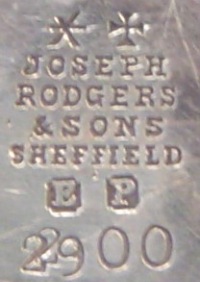 JOSEPH
RODGERS
& SONS
SHEFFIELD
E P
2900